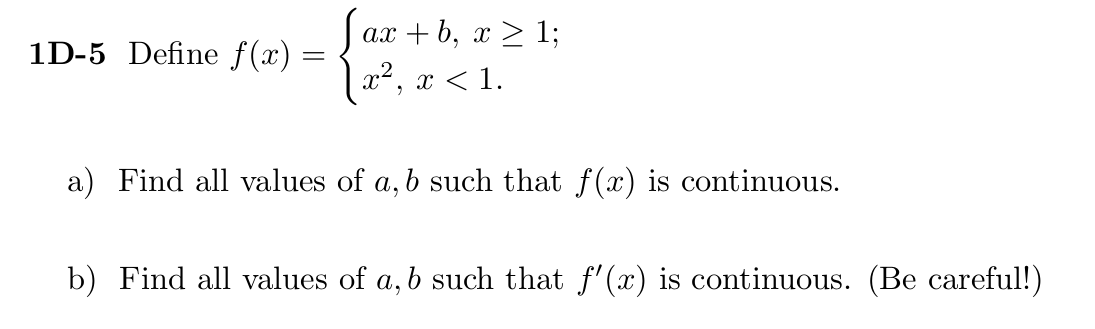 1D-5 Define f(x) = { ax + b, x ≥ 1;
x², x < 1.
a) Find all values of a, b such that f(x) is continuous.
b) Find all values of a, b such that f′(x) is continuous. (Be careful!)